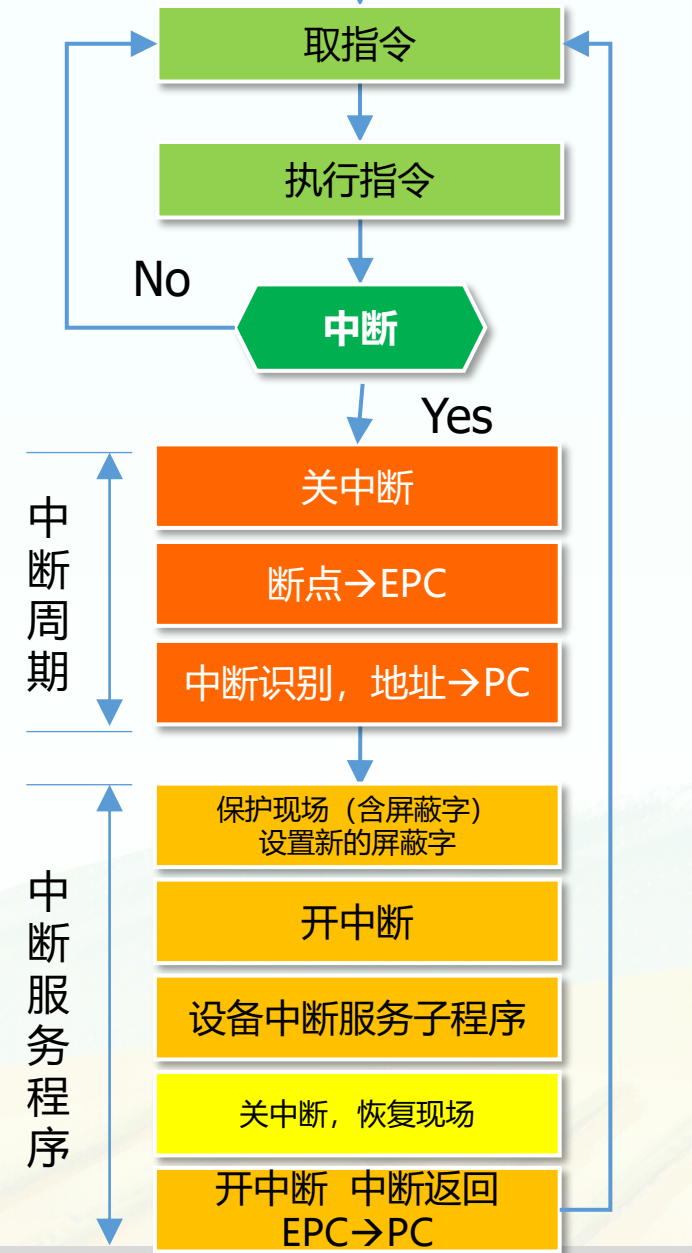 取指令
执行指令
No
中断
Yes
中断周期
关中断
断点→EPC
中断识别，地址→PC
中断服务程序
保护现场（含屏蔽字）
设置新的屏蔽字
开中断
设备中断服务子程序
关中断，恢复现场
开中断 中断返回
EPC→PC